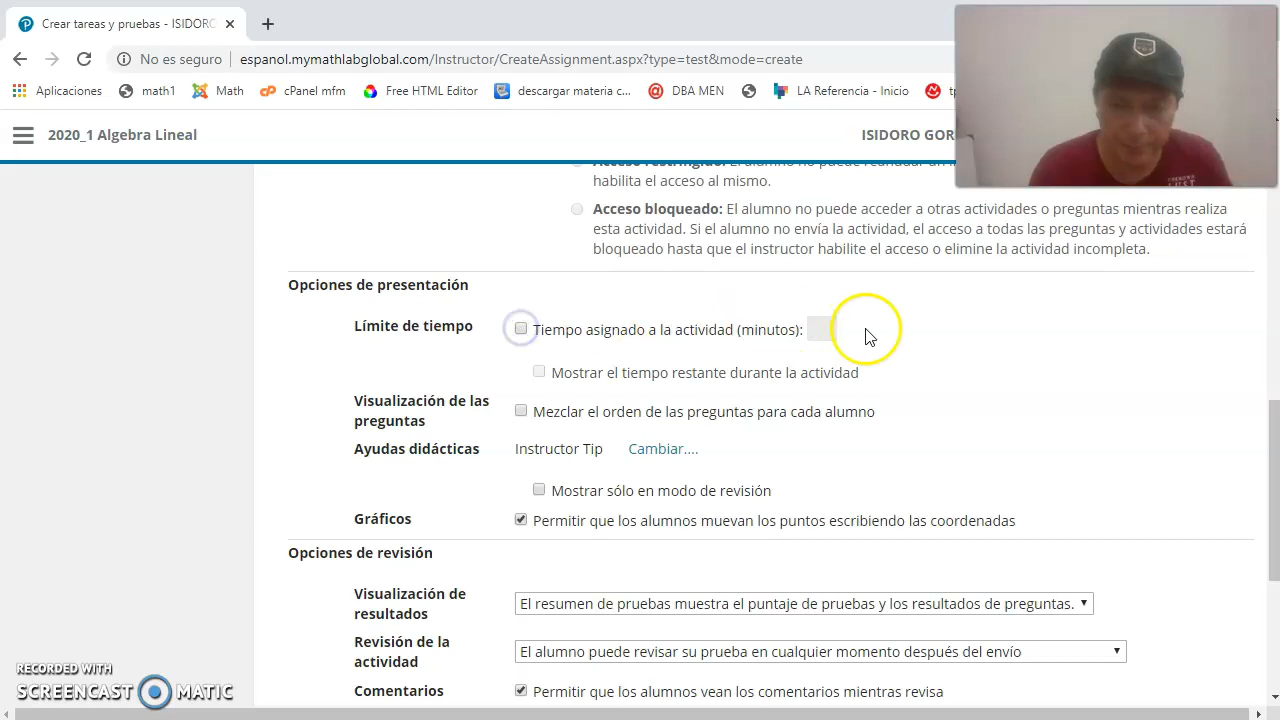 Crear tareas y pruebas - ISIDORO
No es seguro
espanol.mymathlabglobal.com/Instructor/CreateAssignment.aspx?type=test&mode=create
Aplicaciones
math1
Math
cPanel mfm
Free HTML Editor
descargar materia c...
DBA MEN
LA Referencia - Inicio
2020_1 Algebra Lineal
ISIDORO GOR
Acceso restringido:
habilita el acceso al mismo.
Acceso bloqueado: El alumno no puede acceder a otras actividades o preguntas mientras realiza
esta actividad. Si el alumno no envía la actividad, el acceso a todas las preguntas y actividades estará
bloqueado hasta que el instructor habilite el acceso o elimine la actividad incompleta.
Opciones de presentación
Límite de tiempo
Tiempo asignado a la actividad (minutos):
Mostrar el tiempo restante durante la actividad
Visualización de las
preguntas
Mezclar el orden de las preguntas para cada alumno
Ayudas didácticas
Instructor Tip
Cambiar....
Mostrar sólo en modo de revisión
Gráficos
Permitir que los alumnos muevan los puntos escribiendo las coordenadas
Opciones de revisión
Visualización de
resultados
El resumen de pruebas muestra el puntaje de pruebas y los resultados de preguntas.
Revisión de la
actividad
El alumno puede revisar su prueba en cualquier momento después del envío
Comentarios
Permitir que los alumnos vean los comentarios mientras revisa
RECORDED WITH
SCREENCAST MATIC